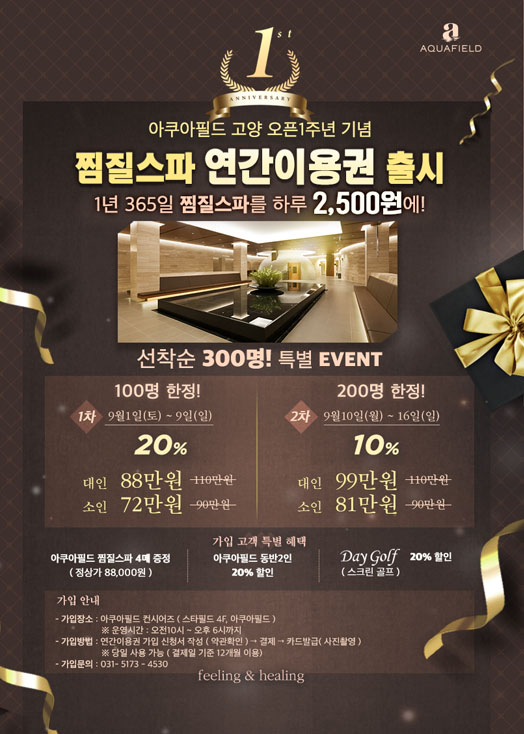 a
AQUAFIELD
1st
ANNIVERSARY
아쿠아필드 고양 오픈1주년 기념
찜질스파 연간이용권 출시
1년 365일 찜질스파를 하루 2,500원에!
선착순 300명! 특별 EVENT
100명 한정!
1차 9월1일(토) ~ 9일(일)
20%
대인 88만원 110만원
소인 72만원 90만원
200명 한정!
2차 9월10일(월) ~ 16일(일)
10%
대인 99만원 110만원
소인 81만원 90만원
가입 고객 특별 혜택
아쿠아필드 찜질스파 4매 증정
( 정상가 88,000원 )
아쿠아필드 동반2인
20% 할인
Day Golf 20% 할인
( 스크린 골프 )
가입 안내
- 가입장소 : 아쿠아필드 컨시어즈 ( 스타필드 4F, 아쿠아필드 )
※ 운영시간 : 오전10시 ~ 오후 6시까지
- 가입방법 : 연간이용권 가입 신청서 작성 ( 약관확인 ) → 결제 → 카드발급( 사진촬영 )
※ 당일 사용 가능 ( 결제일 기준 12개월 이용)
- 가입문의 : 031- 5173 - 4530
feeling & healing